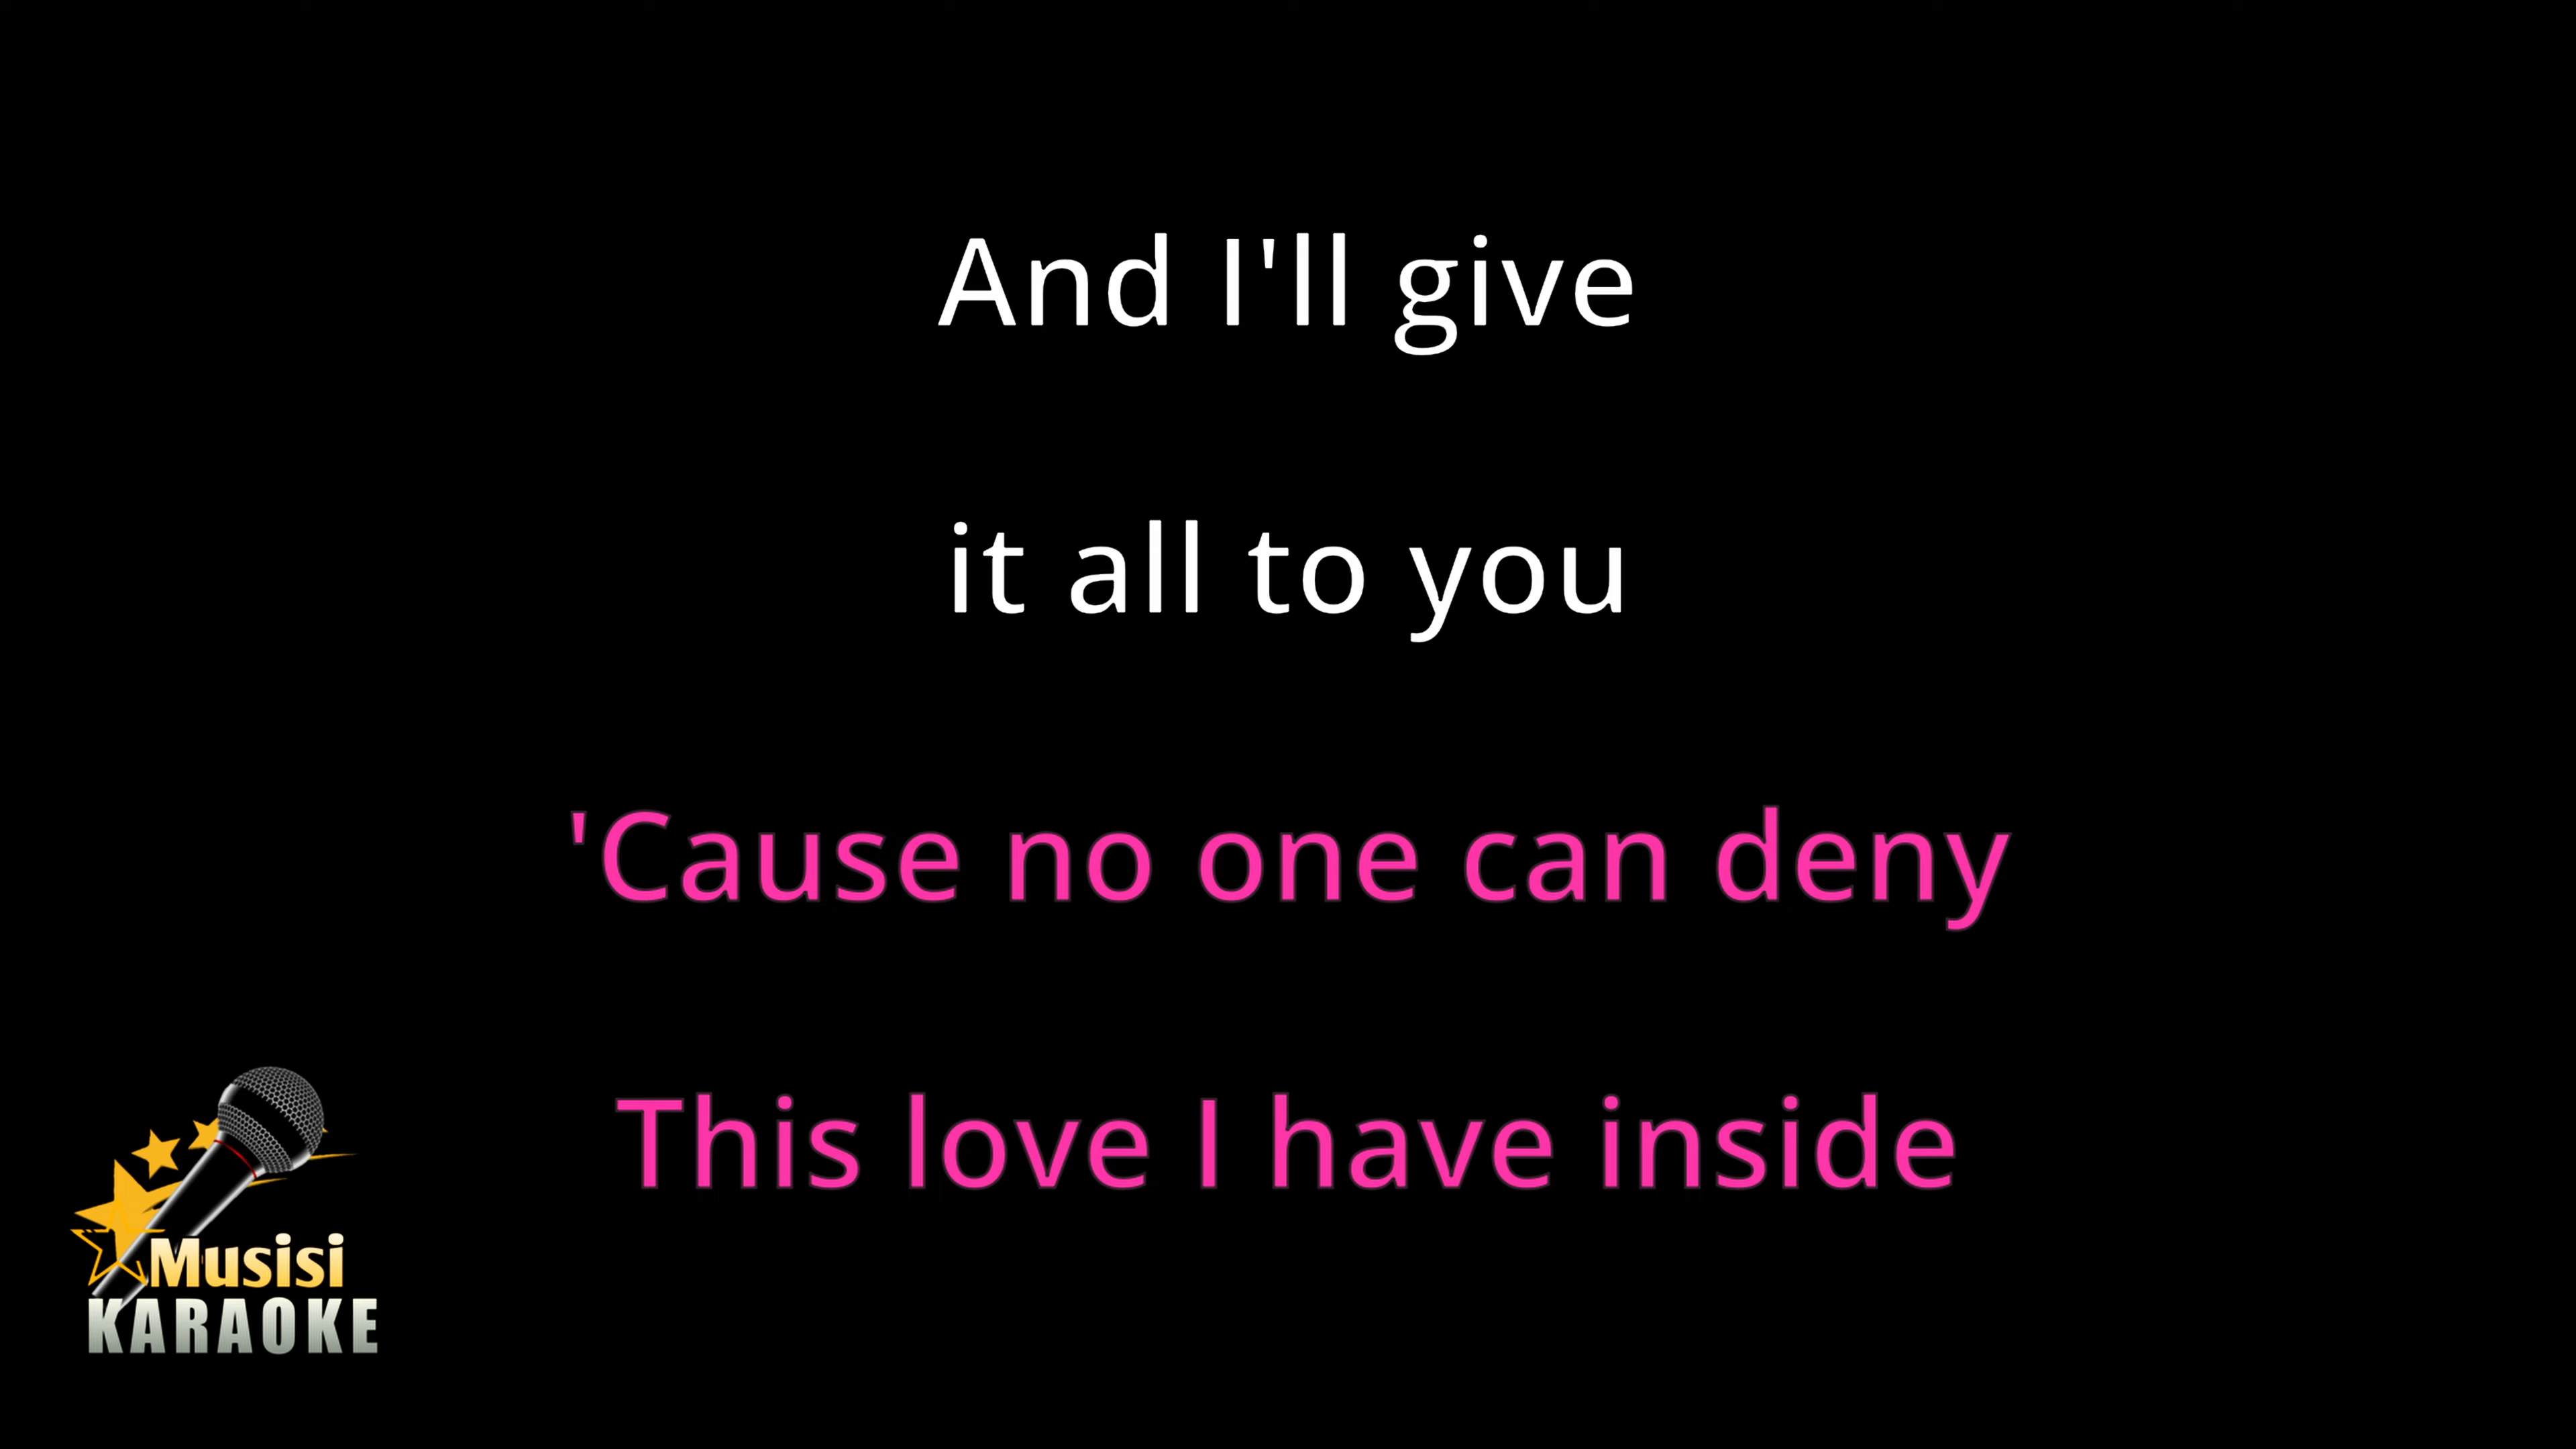 And I'll give
it all to you
'Cause no one can deny
This love I have inside
Musisi
KARAOKE